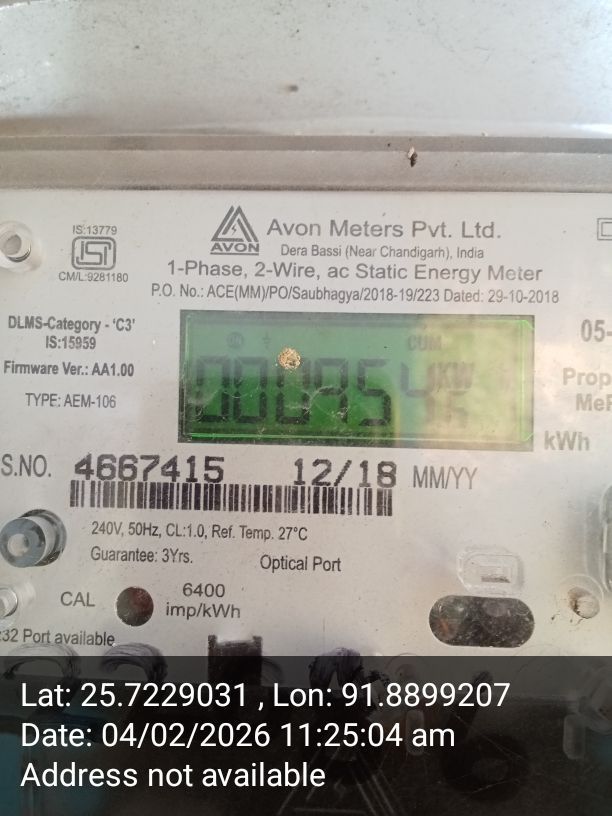 IS:13779
ISI
CM/L:9281180
AVON
Avon Meters Pvt. Ltd.
Dera Bassi (Near Chandigarh), India
1-Phase, 2-Wire, ac Static Energy Meter
P.O. No.: ACE(MM)/PO/Saubhagya/2018-19/223 Dated: 29-10-2018
DLMS-Category - 'C3'
IS:15959
Firmware Ver.: AA1.00
TYPE: AEM-106
CUM
kWh
05-
S.NO. 4667415 12/18 MM/YY
240V, 50Hz, CL:1.0, Ref. Temp. 27°C
Guarantee: 3Yrs.
Optical Port
CAL
6400
imp/kWh
:32 Port available
Lat: 25.7229031 , Lon: 91.8899207
Date: 04/02/2026 11:25:04 am
Address not available